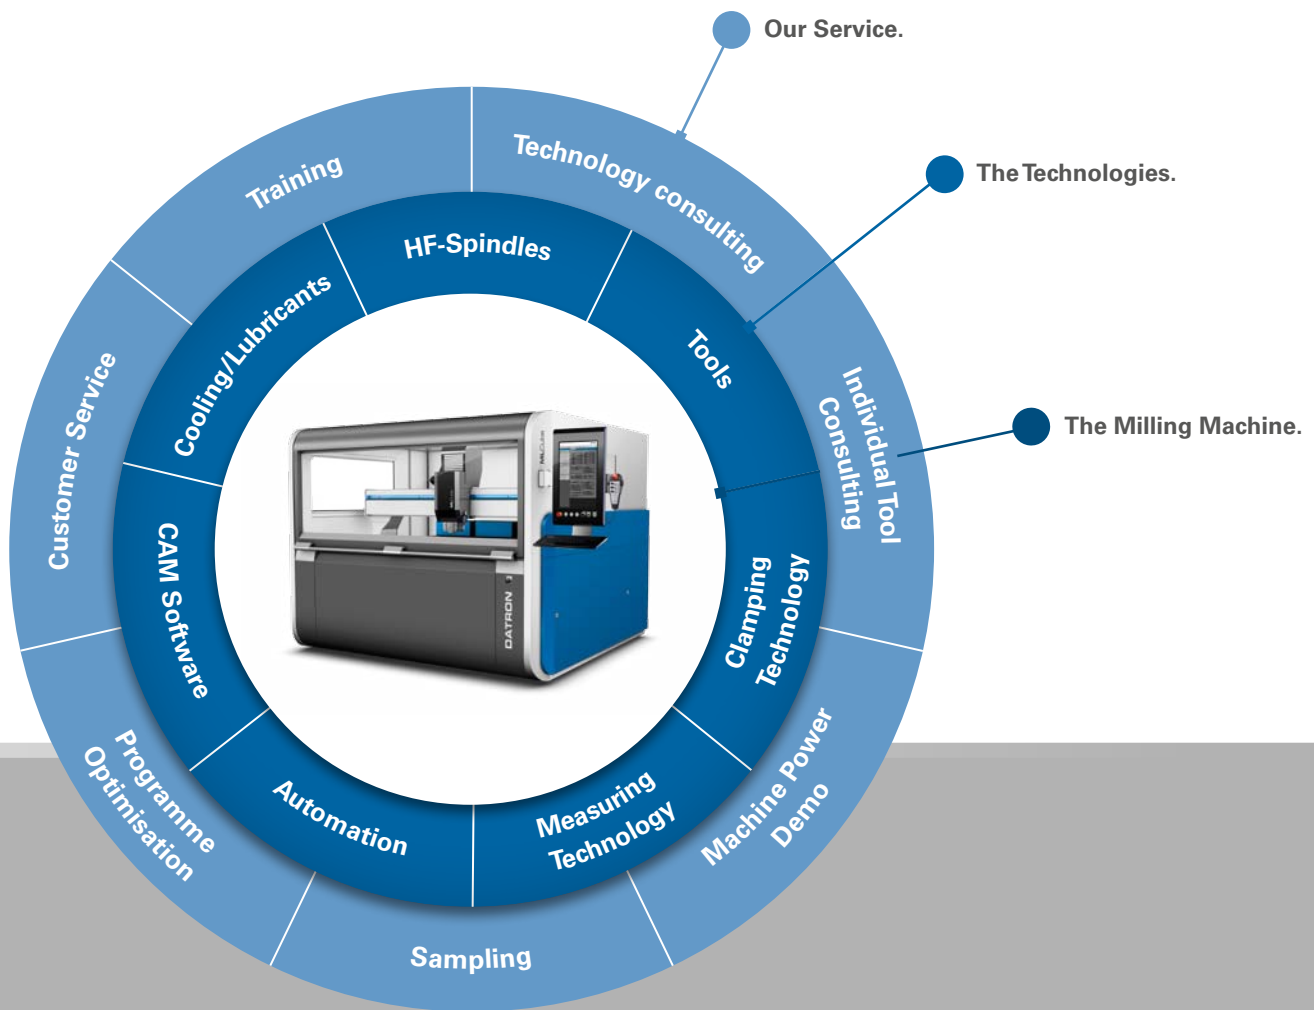 Our Service.
The Technologies.
The Milling Machine.
Technology consulting
Individual Tool
Consulting
Machine Power
Demo
Sampling
Programme
Optimisation
Customer Service
Training
HF-Spindles
Tools
Clamping
Technology
Measuring
Technology
Automation
CAM Software
Cooling/Lubricants
DATRON